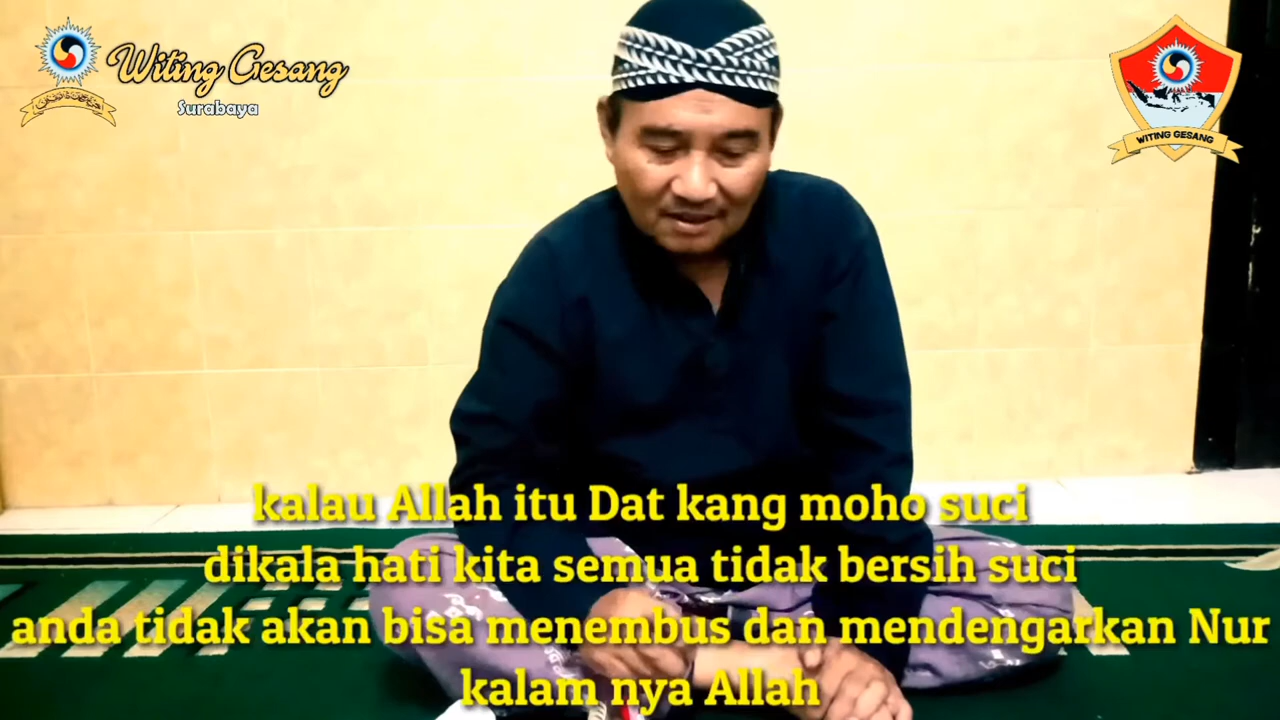 Witing Gesang
Surabaya
WITING GESANG
kalau Allah itu Dat kang moho suci
dikala hati kita semua tidak bersih suci
anda tidak akan bisa menembus dan mendengarkan Nur
kalam nya Allah